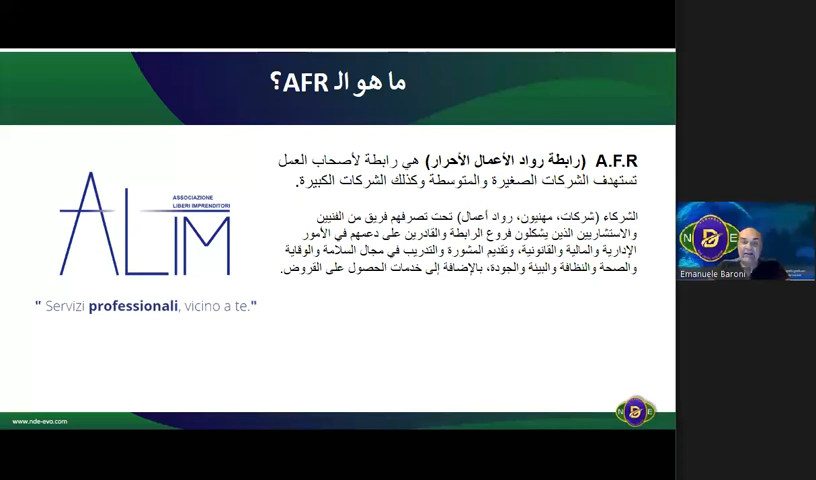 ما هو الـ AFR؟
A.F.R (رابطة رواد الأعمال الأحرار) هي رابطة لأصحاب العمل
تستهدف الشركات الصغيرة والمتوسطة وكذلك الشركات الكبيرة.
الشركاء (شركات، مهنيون، رواد أعمال) تحت تصرفهم فريق من الفنيين
والاستشاريين الذين يشكلون فروع الرابطة والقادرين على دعمهم في الأمور
الإدارية والمالية والقانونية، وتقديم المشورة والتدريب في مجال السلامة والوقاية
والصحة والنظافة والبيئة والجودة، بالإضافة إلى خدمات الحصول على القروض.
ASSOCIAZIONE
LIBERI IMPRENDITORI
ALIM
" Servizi professionali, vicino a te."
www.nde-evo.com
N D E
N D E
Emanuele Baroni